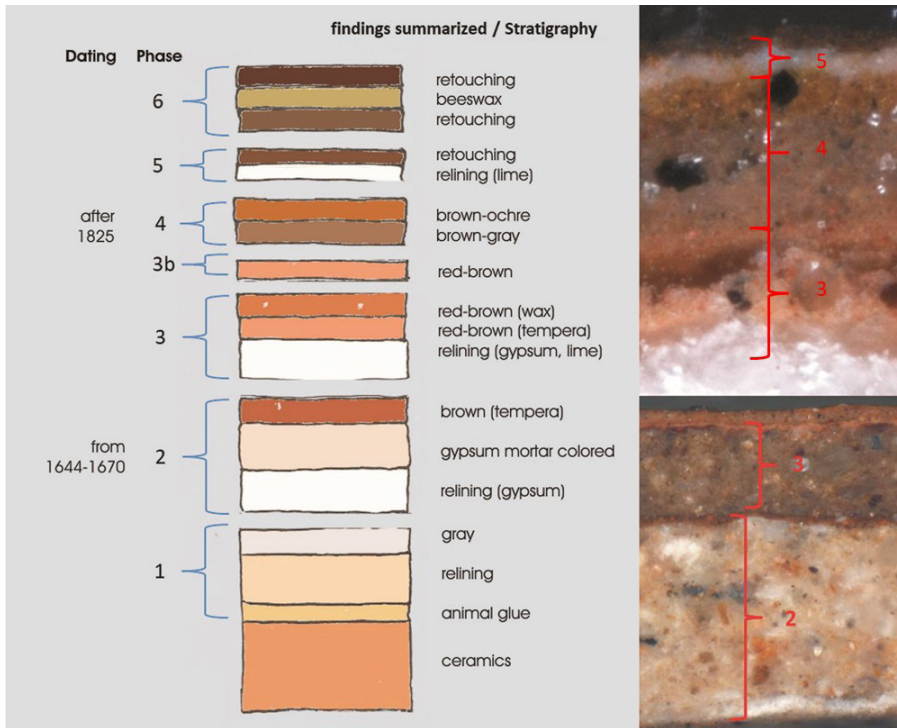 findings summarized / Stratigraphy
Dating Phase
6
retouching
beeswax
retouching
5
retouching
relining (lime)
after
1825
4
brown-ochre
brown-gray
3b
red-brown
3
red-brown (wax)
red-brown (tempera)
relining (gypsum, lime)
from
1644-1670
2
brown (tempera)
gypsum mortar colored
relining (gypsum)
1
gray
relining
animal glue
ceramics
5
4
3
3
2